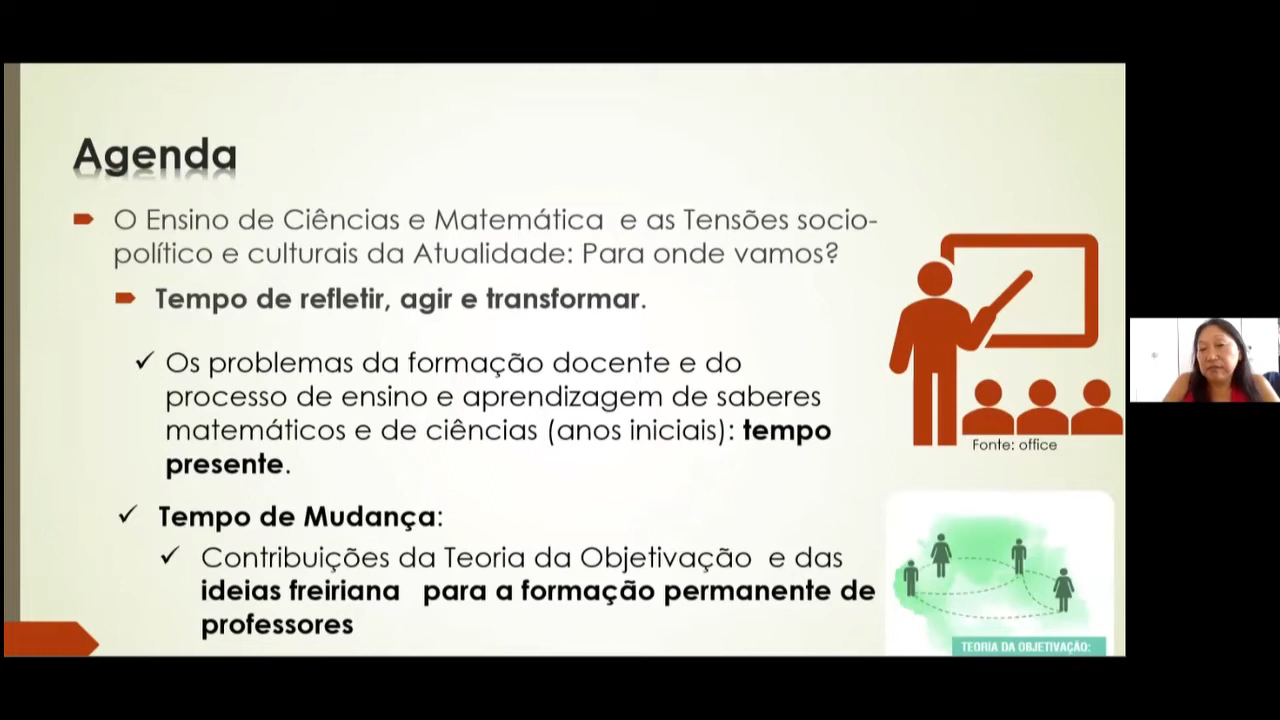 Agenda
O Ensino de Ciências e Matemática e as Tensões socio-
político e culturais da Atualidade: Para onde vamos?
Tempo de refletir, agir e transformar.
Os problemas da formação docente e do
processo de ensino e aprendizagem de saberes
matemáticos e de ciências (anos iniciais): tempo
presente.
Fonte: office
Tempo de Mudança:
Contribuições da Teoria da Objetivação e das
ideias freiriana para a formação permanente de
professores
TEORIA DA OBJETIVAÇÃO: